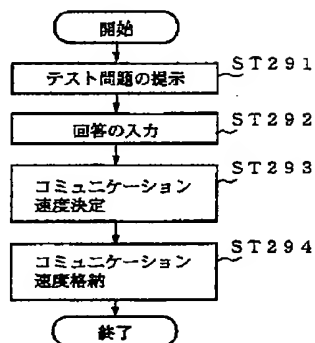 開始
テスト問題の提示
ST291
回答の入力
ST292
コミュニケーション
速度決定
ST293
コミュニケーション
速度格納
ST294
終了